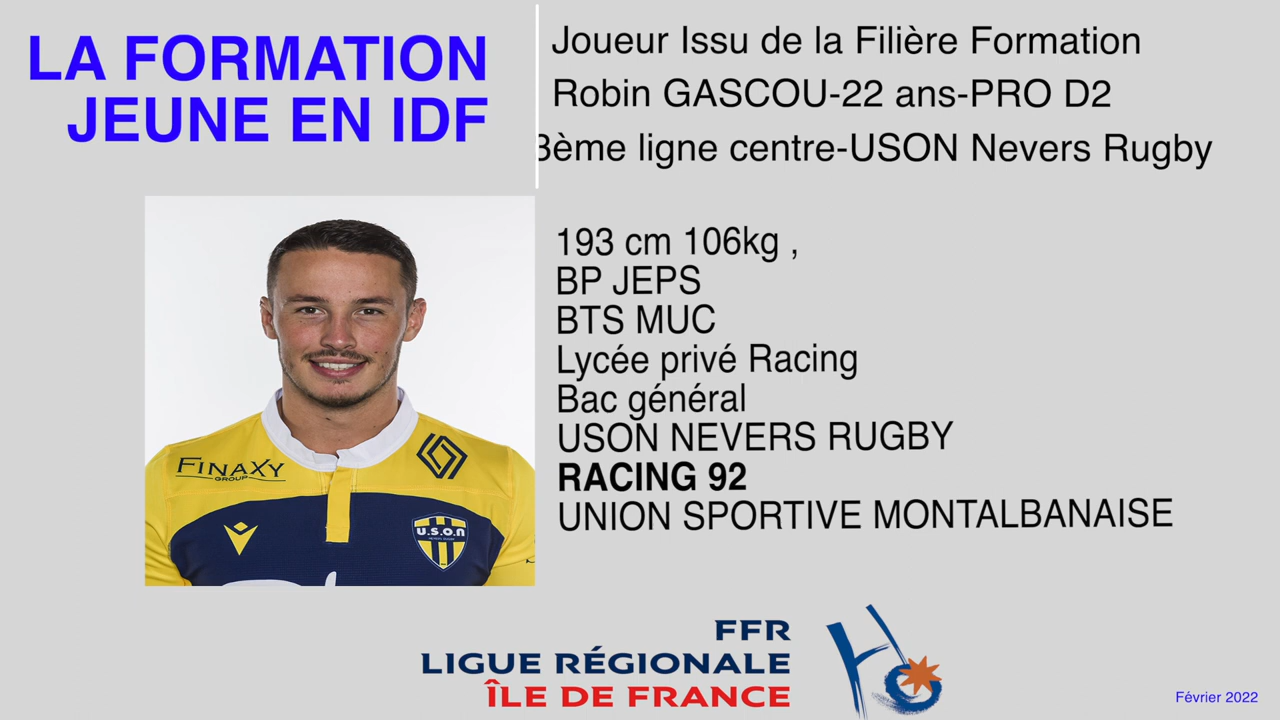 LA FORMATION
JEUNE EN IDF
Joueur Issu de la Filière Formation
Robin GASCOU-22 ans-PRO D2
3ème ligne centre-USON Nevers Rugby
193 cm 106kg ,
BP JEPS
BTS MUC
Lycée privé Racing
Bac général
USON NEVERS RUGBY
RACING 92
UNION SPORTIVE MONTALBANAISE
FINAXY
GROUP
U.S.O.N
NEVERS RUGBY
FFR
LIGUE RÉGIONALE
ÎLE DE FRANCE
Février 2022